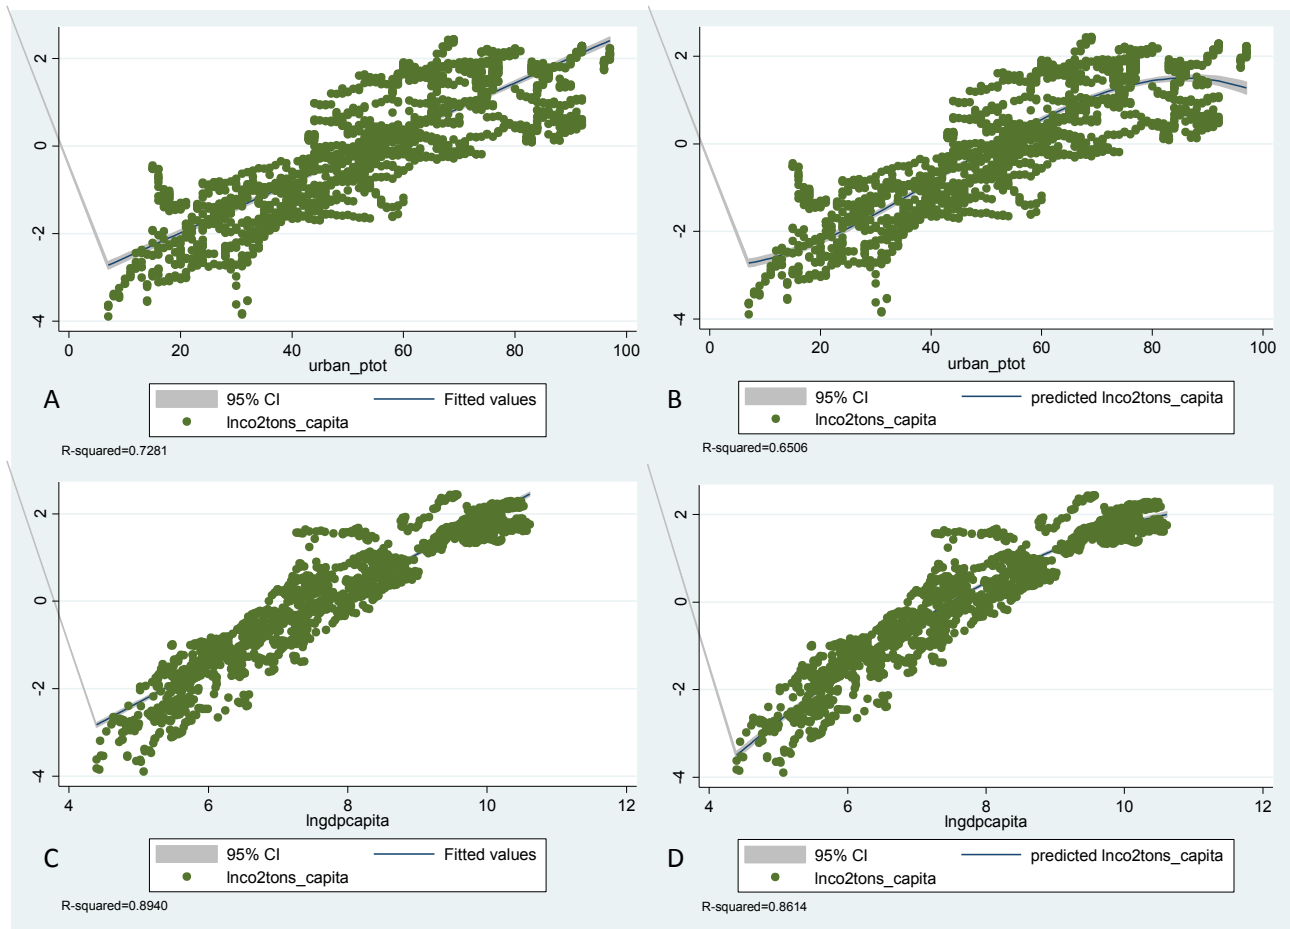 2
0
-2
-4
0 20 40 60 80 100
urban_ptot
A
95% CI Fitted values
lnco2tons_capita
R-squared=0.7281
2
0
-2
-4
0 20 40 60 80 100
urban_ptot
B
95% CI predicted lnco2tons_capita
lnco2tons_capita
R-squared=0.6506
2
0
-2
-4
4 6 8 10 12
lngdpcapita
C
95% CI Fitted values
lnco2tons_capita
R-squared=0.8940
2
0
-2
-4
4 6 8 10 12
lngdpcapita
D
95% CI predicted lnco2tons_capita
lnco2tons_capita
R-squared=0.8614